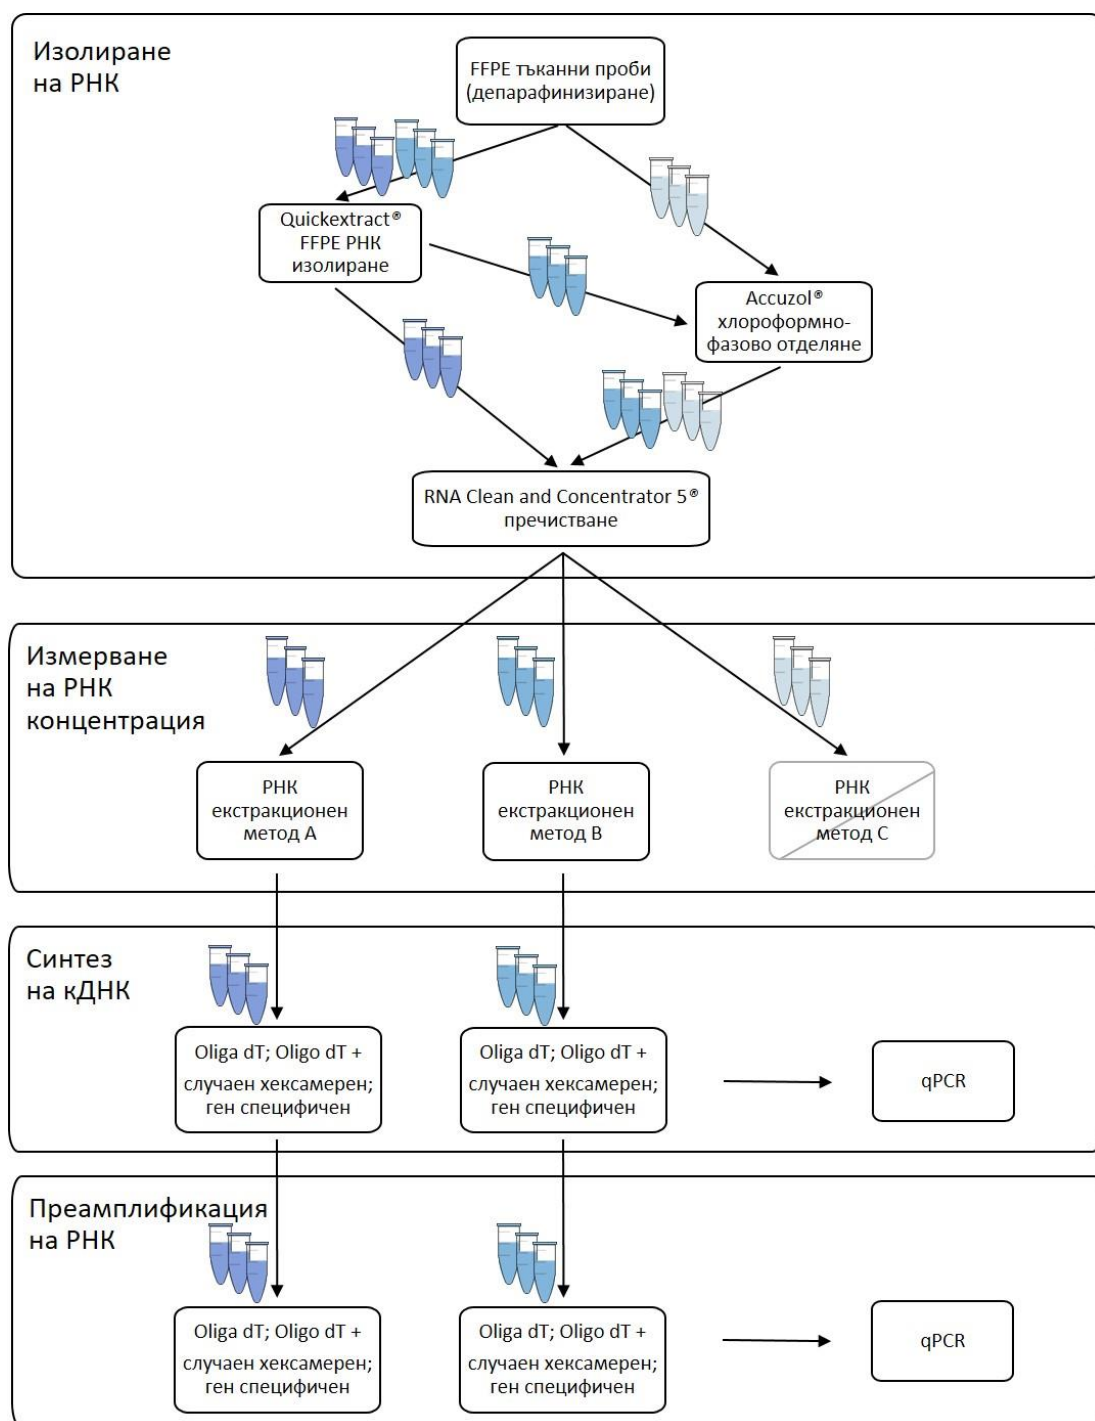 Изолиране
на РНК
FFPE тъканни проби
(депарафинизиране)
Quickextract®
FFPE РНК
изолиране
Accuzol®
хлороформно-
фазово отделяне
RNA Clean and Concentrator 5®
пречистване
Измерване
на РНК
концентрация
РНК
екстракционен
метод А
РНК
екстракционен
метод В
РНК
екстракционен
метод С
Синтез
на кДНК
Oliga dT; Oligo dT +
случаен хексамерен;
ген специфичен
Oliga dT; Oligo dT +
случаен хексамерен;
ген специфичен
qPCR
Преамплификация
на РНК
Oliga dT; Oligo dT +
случаен хексамерен;
ген специфичен
Oliga dT; Oligo dT +
случаен хексамерен;
ген специфичен
qPCR